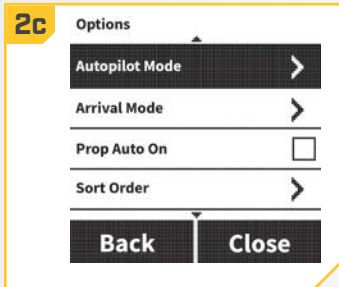 2c
Options
Autopilot Mode
Arrival Mode
Prop Auto On
Sort Order
Back Close